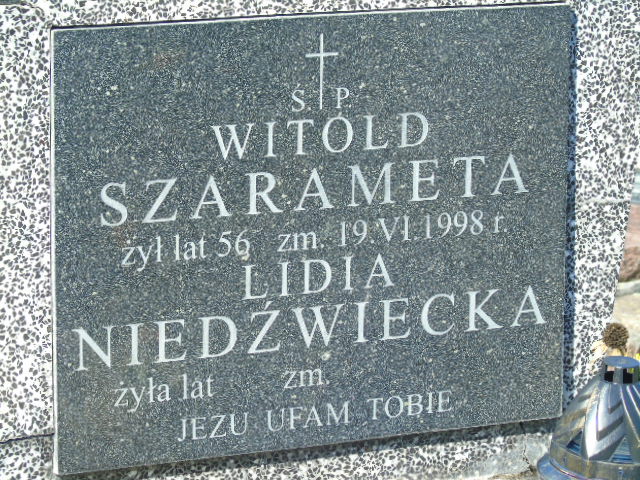 Ś.P.
WITOLD
SZARAMETA
żył lat 56 zm. 19.VI.1998 r.
LIDIA
NIEDŹWIECKA
żyła lat zm.
JEZU UFAM TOBIE